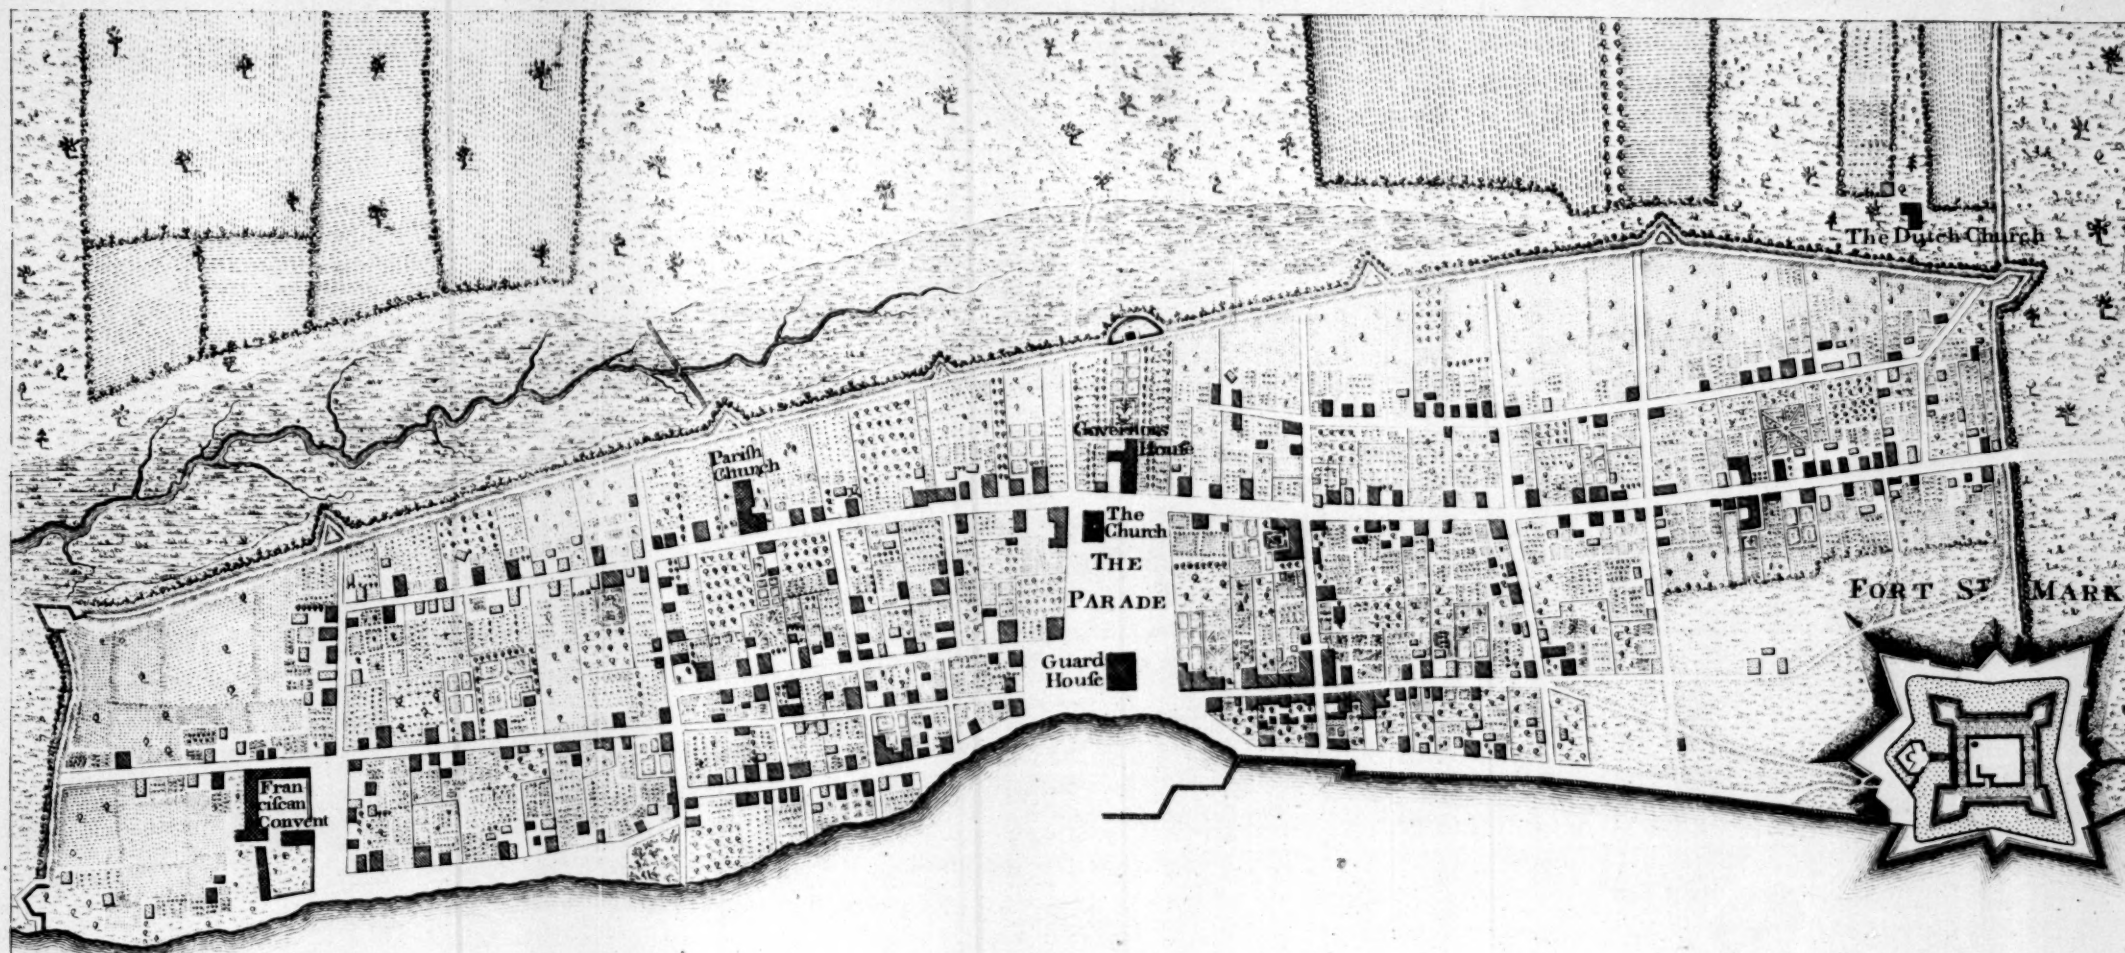 The Dutch Church
Governors
House
Pariſh
Church
The
Church
THE
PARADE
FORT St. MARK
Guard
Houſe
Fran-
ciſcan
Convent